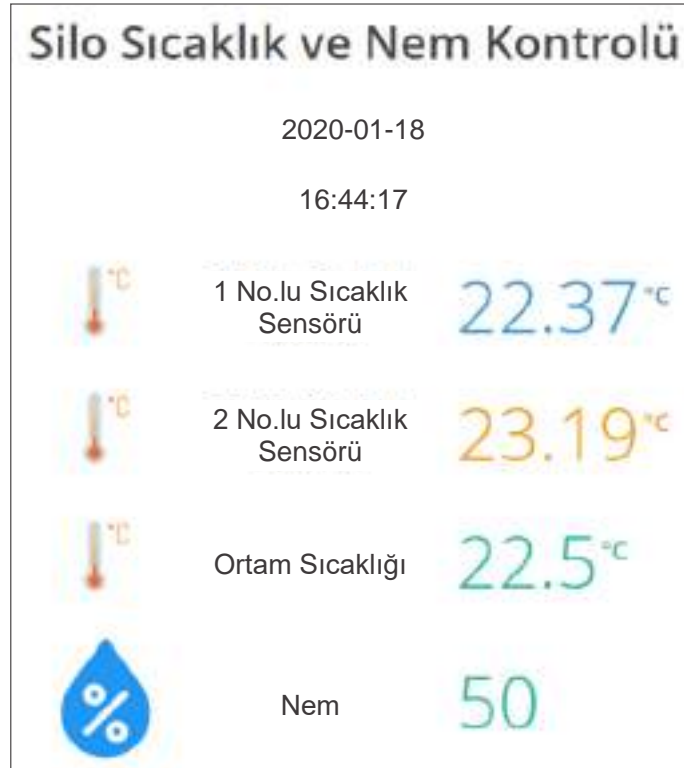 Silo Sıcaklık ve Nem Kontrolü
2020-01-18
16:44:17
°C
1 No.lu Sıcaklık
Sensörü
22.37°C
°C
2 No.lu Sıcaklık
Sensörü
23.19°C
°C
Ortam Sıcaklığı
22.5°C
%
Nem
50